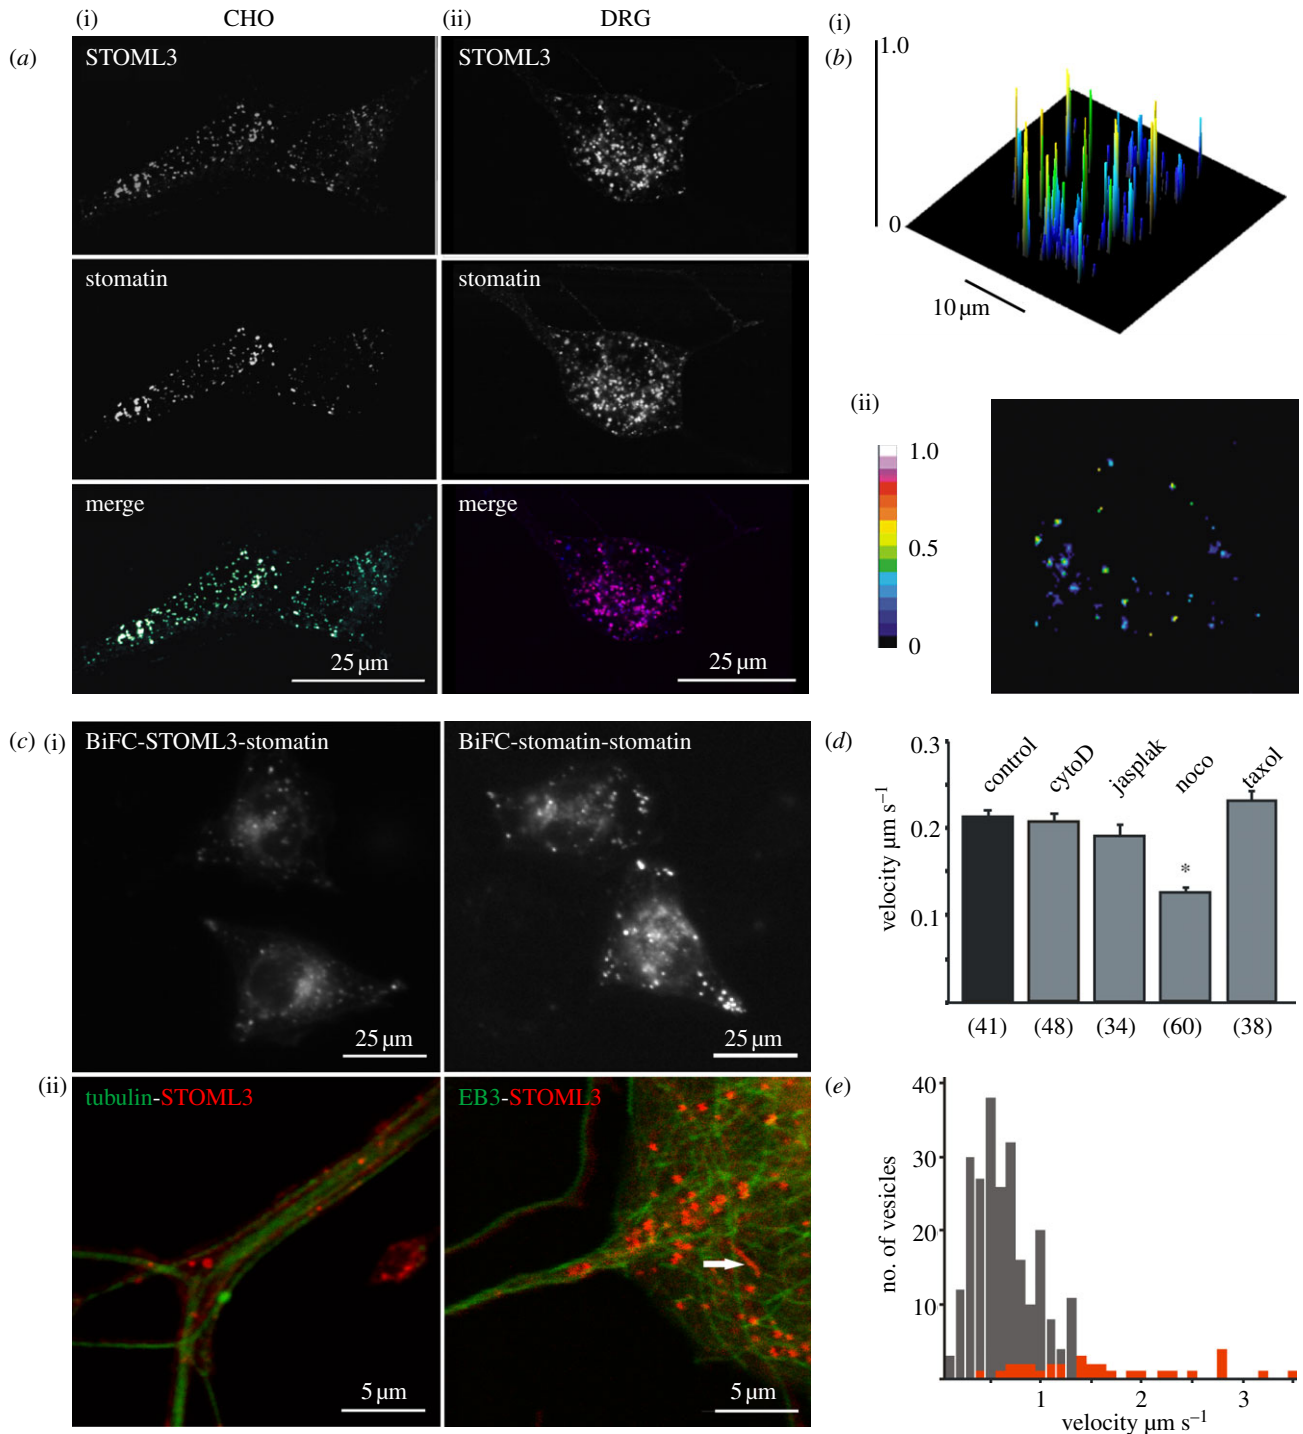 (i) CHO (ii) DRG
(a)
STOML3
STOML3
stomatin
stomatin
merge
merge
25 µm
25 µm
(i)
(b)
1.0
0
10 µm
(ii)
1.0
0.5
0
(c) (i)
BiFC-STOML3-stomatin
BiFC-stomatin-stomatin
25 µm
25 µm
(ii)
tubulin-STOML3
EB3-STOML3
5 µm
5 µm
(d)
0.3
0.2
0.1
velocity µm s⁻¹
control
cytoD
jasplak
noco
taxol
*
(41) (48) (34) (60) (38)
(e)
40
30
20
10
no. of vesicles
1 2 3
velocity µm s⁻¹